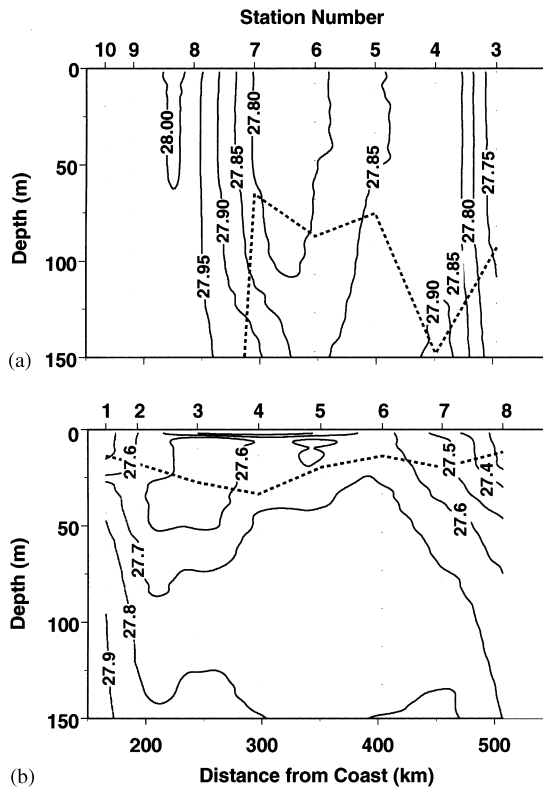 Station Number
10 9 8 7 6 5 4 3
0
50
100
150
Depth (m)
28.00
27.95
27.90
27.85
27.80
27.85
27.90
27.85
27.80
27.75
(a)
1 2 3 4 5 6 7 8
0
50
100
150
Depth (m)
27.6
27.7
27.8
27.9
27.6
27.5
27.4
27.6
200 300 400 500
(b)
Distance from Coast (km)